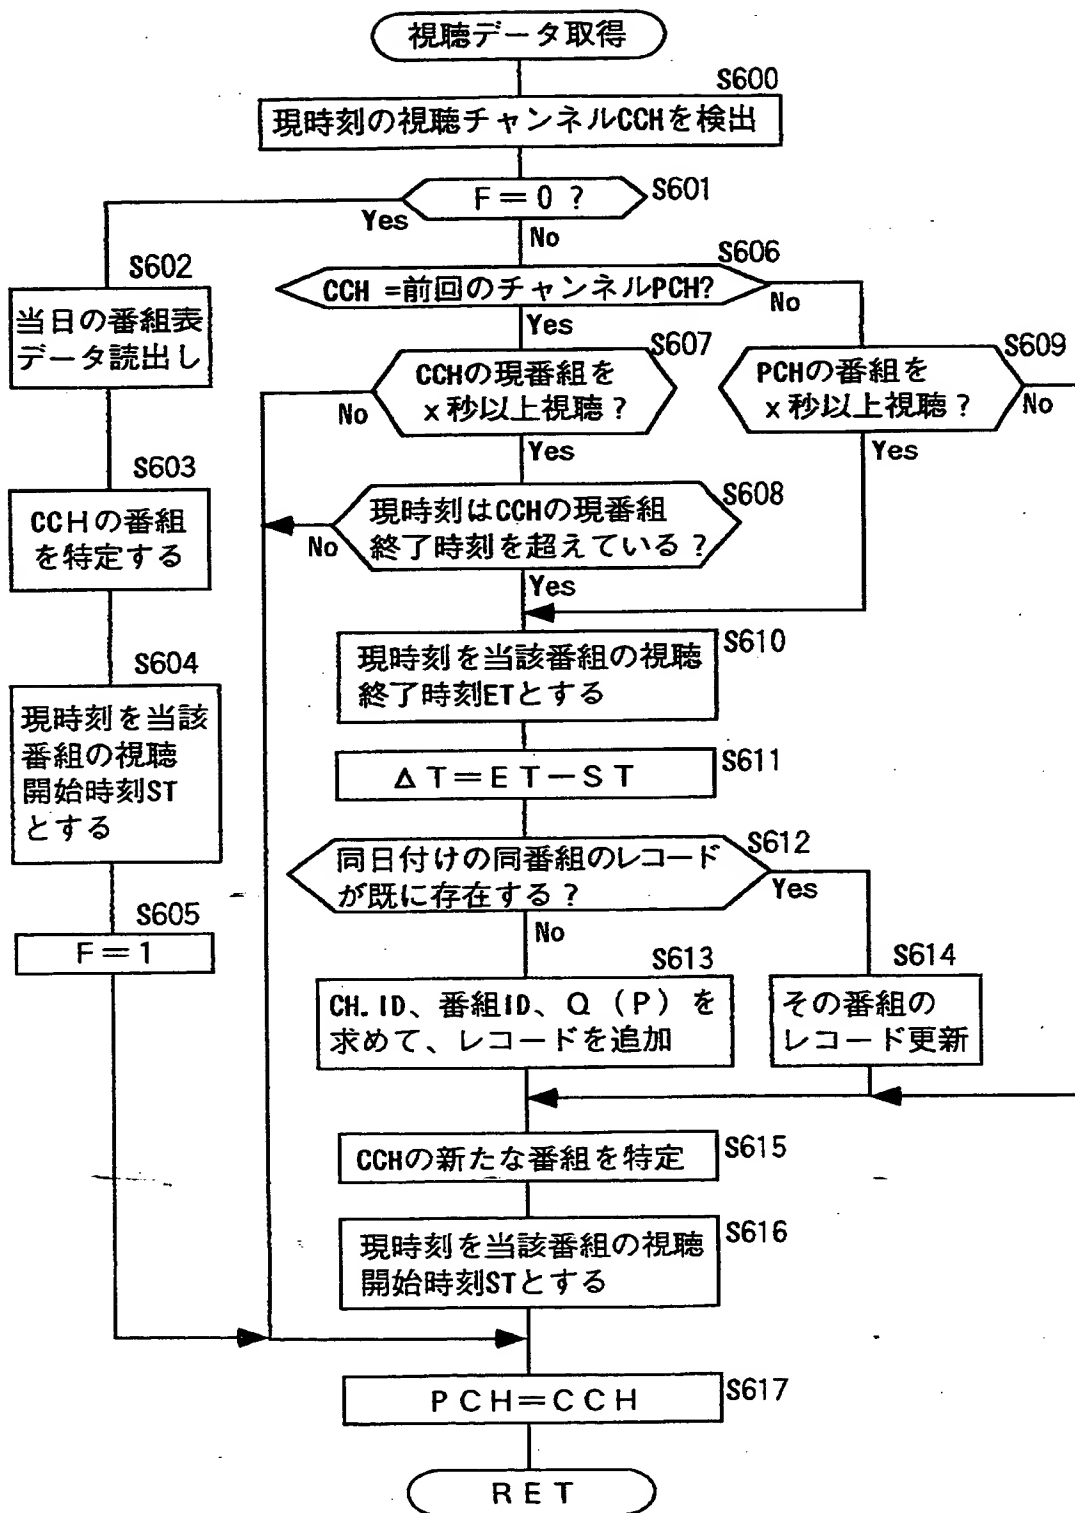 視聴データ取得
S600
現時刻の視聴チャンネルCCHを検出
F=0?
S601
Yes
No
S602
当日の番組表
データ読出し
S606
CCH =前回のチャンネルPCH?
No
Yes
S607
CCHの現番組を
x秒以上視聴?
No
Yes
S609
PCHの番組を
x秒以上視聴?
No
Yes
S603
CCHの番組
を特定する
S608
現時刻はCCHの現番組
終了時刻を超えている?
No
Yes
S604
現時刻を当該
番組の視聴
開始時刻ST
とする
S610
現時刻を当該番組の視聴
終了時刻ETとする
S611
ΔT=ET-ST
S612
同日付けの同番組のレコード
が既に存在する?
Yes
No
S605
F=1
S613
CH.ID、番組ID、Q(P)を
求めて、レコードを追加
S614
その番組の
レコード更新
S615
CCHの新たな番組を特定
S616
現時刻を当該番組の視聴
開始時刻STとする
S617
PCH=CCH
RET